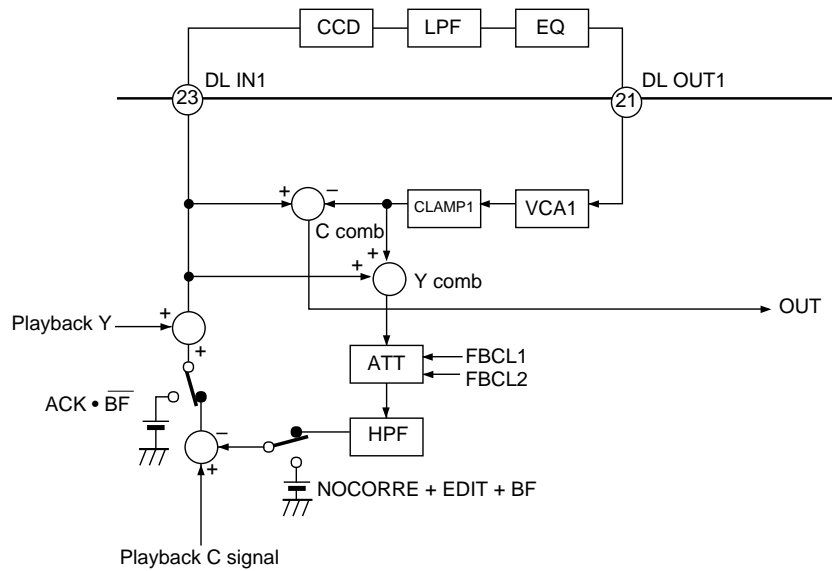 CCD LPF EQ
DL IN1 DL OUT1
23 21
+ −
CLAMP1 VCA1
C comb
+
+ Y comb
OUT
Playback Y +
+
ATT FBCL1
FBCL2
ACK • B̅F̅
HPF
−
+
NOCORRE + EDIT + BF
Playback C signal